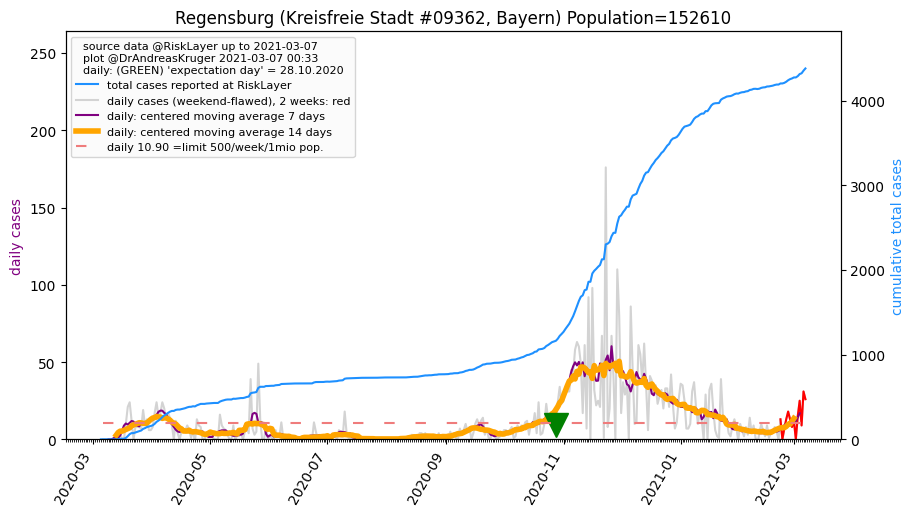 Regensburg (Kreisfreie Stadt #09362, Bayern) Population=152610
source data @RiskLayer up to 2021-03-07
plot @DrAndreasKruger 2021-03-07 00:33
daily: (GREEN) 'expectation day' = 28.10.2020
total cases reported at RiskLayer
daily cases (weekend-flawed), 2 weeks: red
daily: centered moving average 7 days
daily: centered moving average 14 days
daily 10.90 =limit 500/week/1mio pop.
daily cases
250
200
150
100
50
0
cumulative total cases
4000
3000
2000
1000
0
2020-03
2020-05
2020-07
2020-09
2020-11
2021-01
2021-03